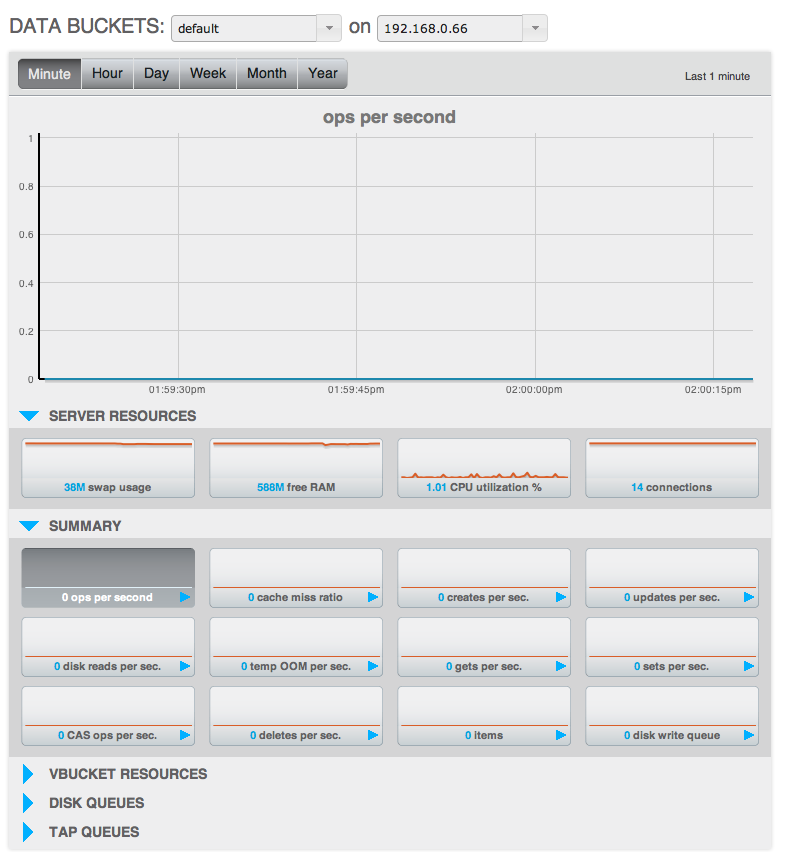 DATA BUCKETS: default on 192.168.0.66
Minute Hour Day Week Month Year Last 1 minute
ops per second
1
0.8
0.6
0.4
0.2
0
01:59:30pm 01:59:45pm 02:00:00pm 02:00:15pm
SERVER RESOURCES
38M swap usage 588M free RAM 1.01 CPU utilization % 14 connections
SUMMARY
0 ops per second 0 cache miss ratio 0 creates per sec. 0 updates per sec.
0 disk reads per sec. 0 temp OOM per sec. 0 gets per sec. 0 sets per sec.
0 CAS ops per sec. 0 deletes per sec. 0 items 0 disk write queue
VBUCKET RESOURCES
DISK QUEUES
TAP QUEUES